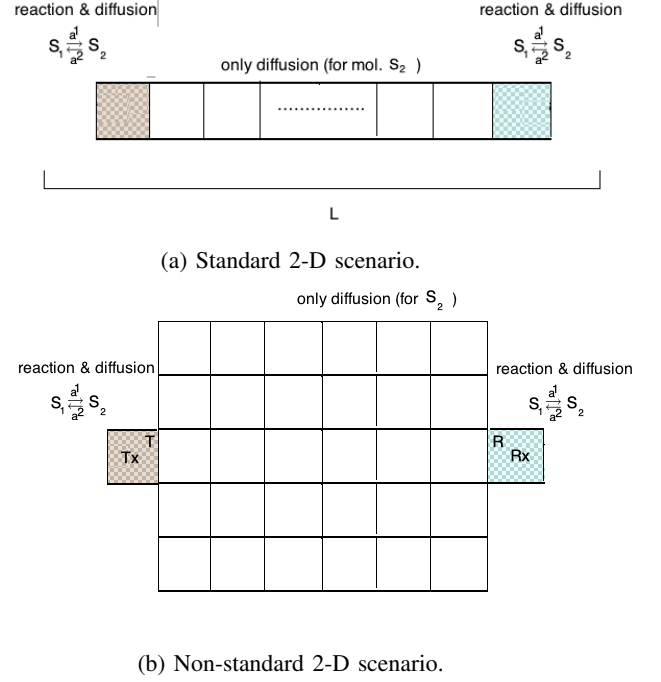 reaction & diffusion
reaction & diffusion
S₁ a1 ⇄ a2 S₂
S₁ a1 ⇄ a2 S₂
only diffusion (for mol. S₂ )
................
L
(a) Standard 2-D scenario.
only diffusion (for S₂ )
reaction & diffusion
reaction & diffusion
S₁ a1 ⇄ a2 S₂
S₁ a1 ⇄ a2 S₂
T
Tx
R
Rx
(b) Non-standard 2-D scenario.